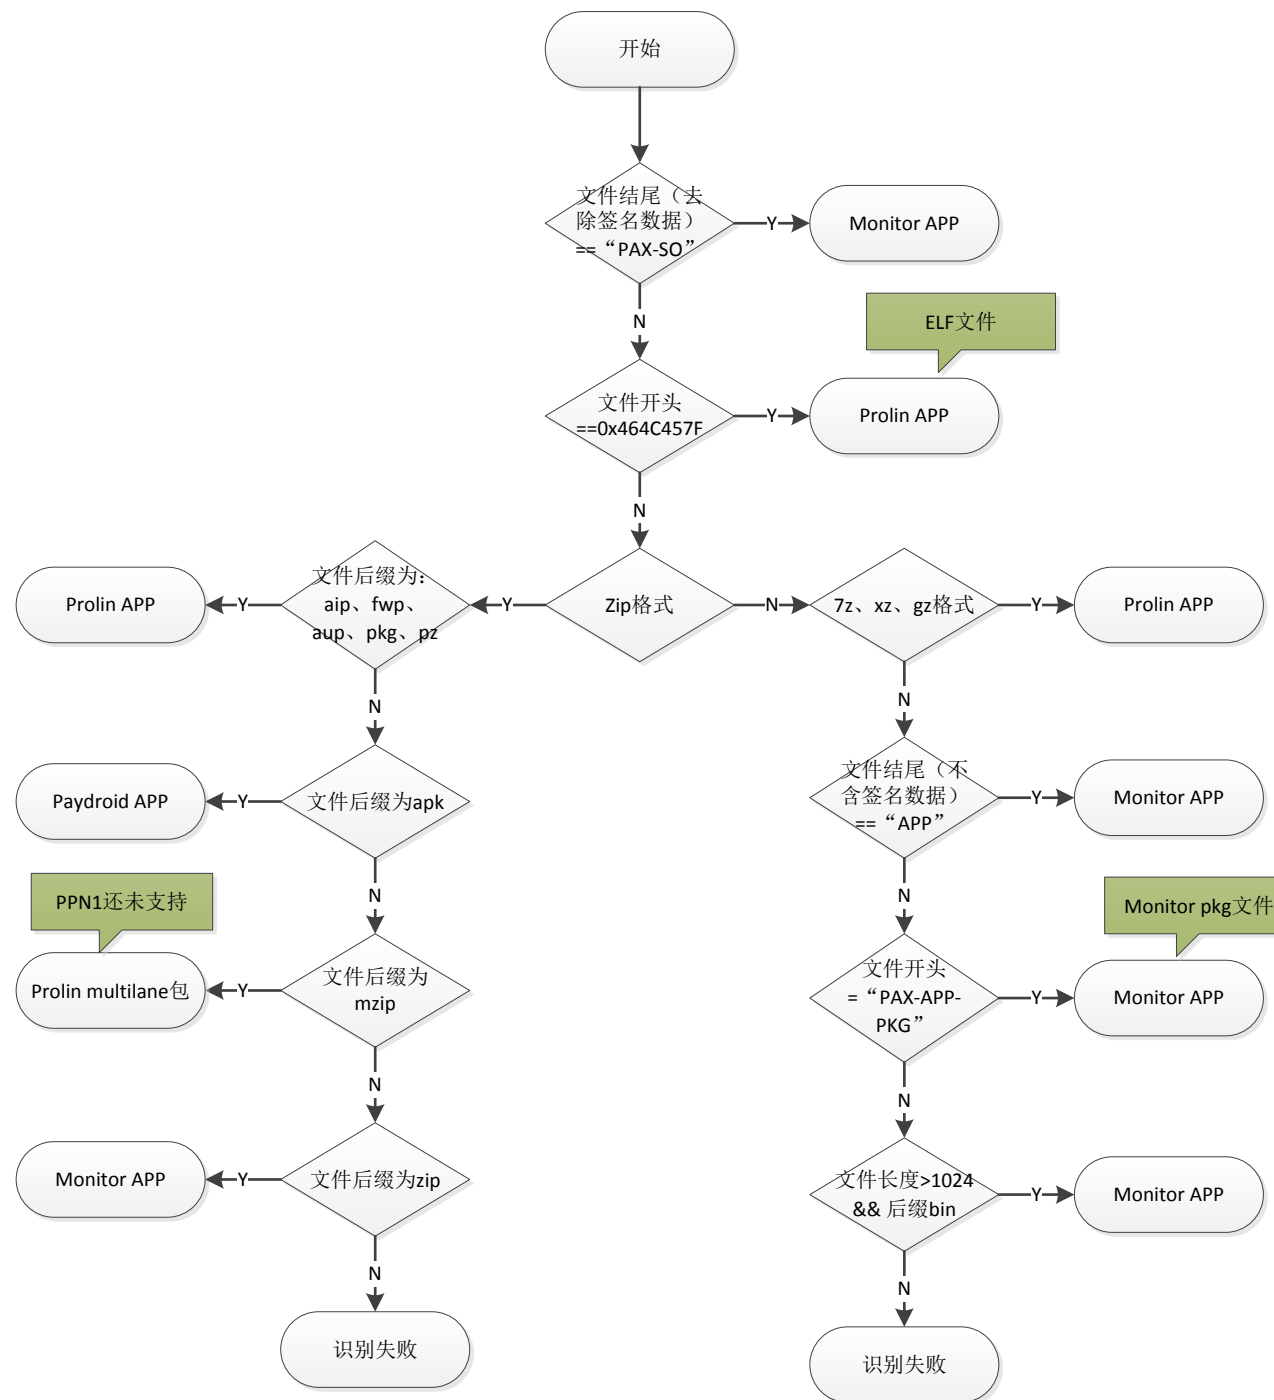 开始
文件结尾（去
除签名数据）
==“PAX-SO”
Y
Monitor APP
N
ELF文件
文件开头
==0x464C457F
Y
Prolin APP
N
Prolin APP
Y
文件后缀为：
aip、fwp、
aup、pkg、pz
Y
Zip格式
N
7z、xz、gz格式
Y
Prolin APP
N
N
Paydroid APP
Y
文件后缀为apk
文件结尾（不
含签名数据）
==“APP”
Y
Monitor APP
N
N
PPN1还未支持
Monitor pkg文件
Prolin multilane包
Y
文件后缀为
mzip
文件开头
=“PAX-APP-
PKG”
Y
Monitor APP
N
N
Monitor APP
Y
文件后缀为zip
文件长度>1024
&& 后缀bin
Y
Monitor APP
N
N
识别失败
识别失败